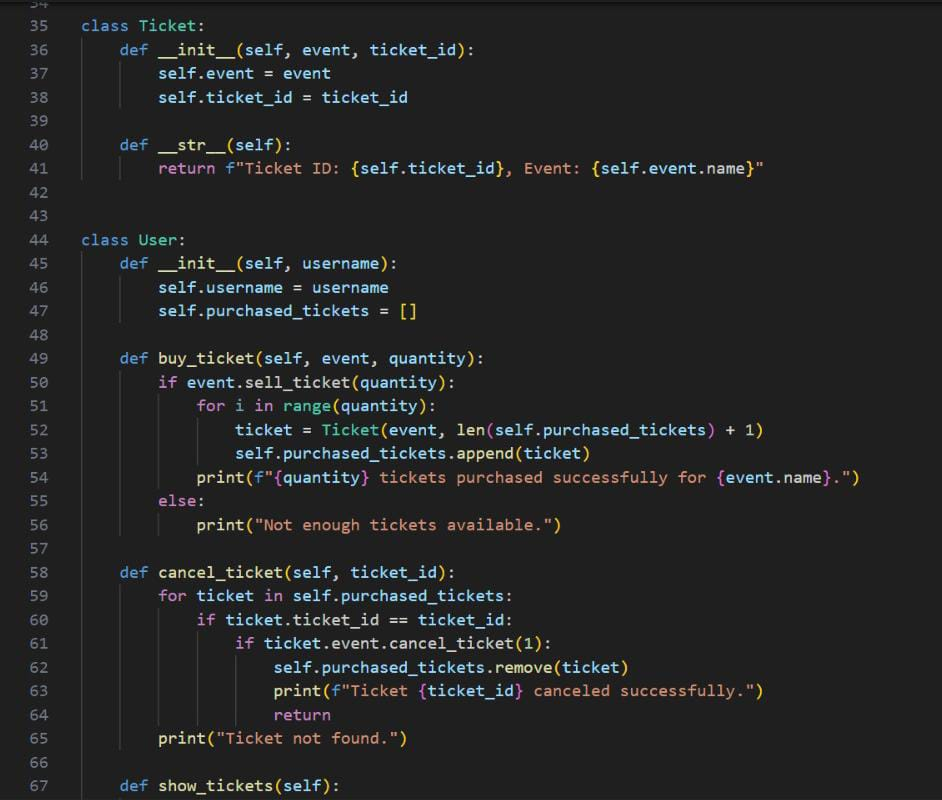 34
35 class Ticket:
36     def __init__(self, event, ticket_id):
37         self.event = event
38         self.ticket_id = ticket_id
39
40     def __str__(self):
41         return f"Ticket ID: {self.ticket_id}, Event: {self.event.name}"
42
43
44 class User:
45     def __init__(self, username):
46         self.username = username
47         self.purchased_tickets = []
48
49     def buy_ticket(self, event, quantity):
50         if event.sell_ticket(quantity):
51             for i in range(quantity):
52                 ticket = Ticket(event, len(self.purchased_tickets) + 1)
53                 self.purchased_tickets.append(ticket)
54             print(f"{quantity} tickets purchased successfully for {event.name}.")
55         else:
56             print("Not enough tickets available.")
57
58     def cancel_ticket(self, ticket_id):
59         for ticket in self.purchased_tickets:
60             if ticket.ticket_id == ticket_id:
61                 if ticket.event.cancel_ticket(1):
62                     self.purchased_tickets.remove(ticket)
63                     print(f"Ticket {ticket_id} canceled successfully.")
64                     return
65         print("Ticket not found.")
66
67     def show_tickets(self):